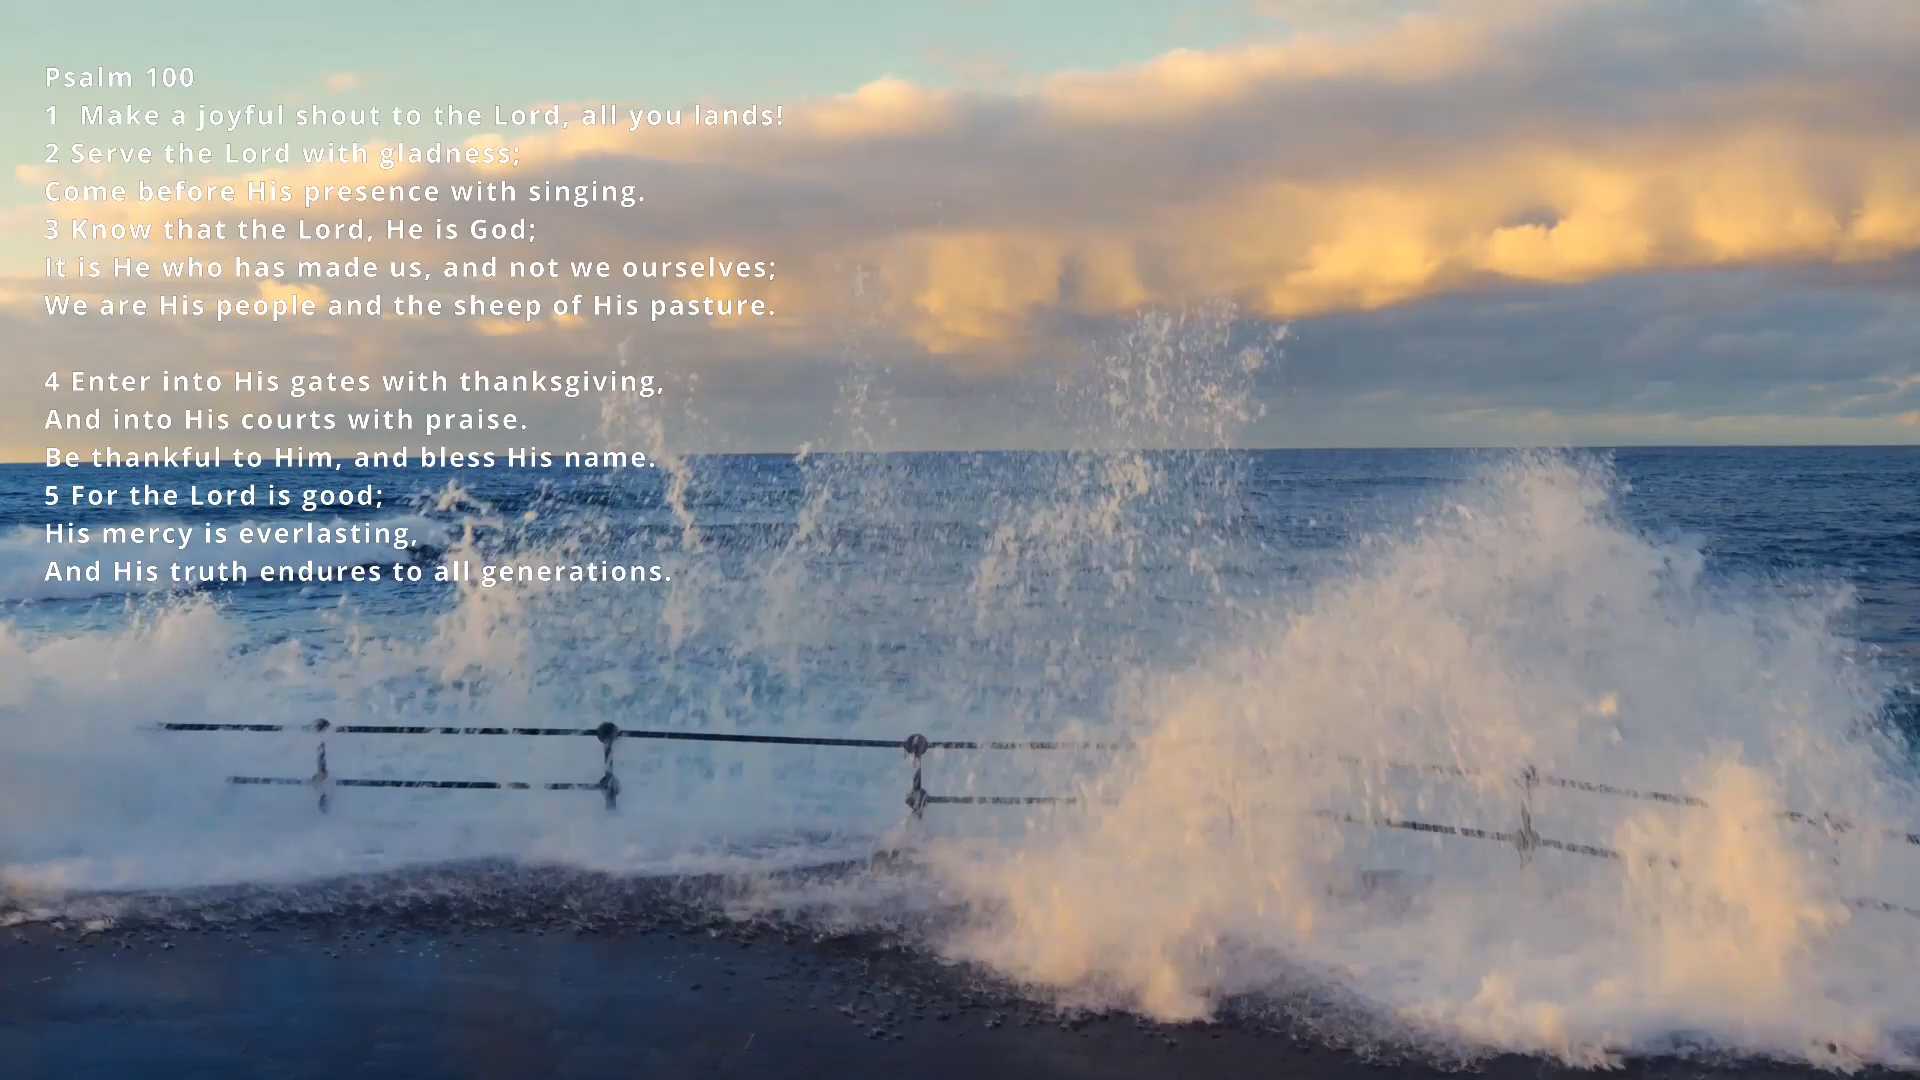 Psalm 100
1  Make a joyful shout to the Lord, all you lands!
2 Serve the Lord with gladness;
Come before His presence with singing.
3 Know that the Lord, He is God;
It is He who has made us, and not we ourselves;
We are His people and the sheep of His pasture.

4 Enter into His gates with thanksgiving,
And into His courts with praise.
Be thankful to Him, and bless His name.
5 For the Lord is good;
His mercy is everlasting,
And His truth endures to all generations.